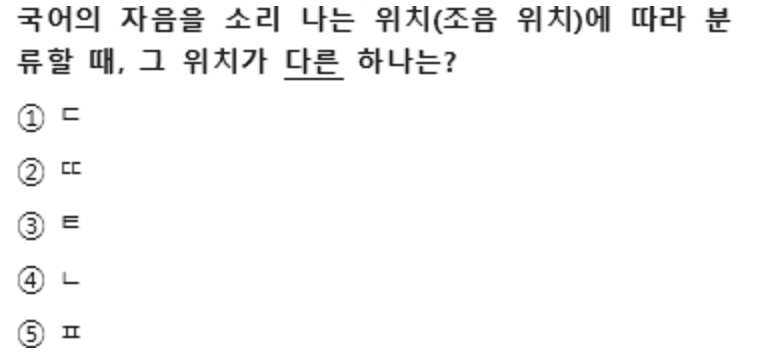 국어의 자음을 소리 나는 위치(조음 위치)에 따라 분
류할 때, 그 위치가 다른 하나는?
① ㄷ
② ㄸ
③ ㅌ
④ ㄴ
⑤ ㅍ